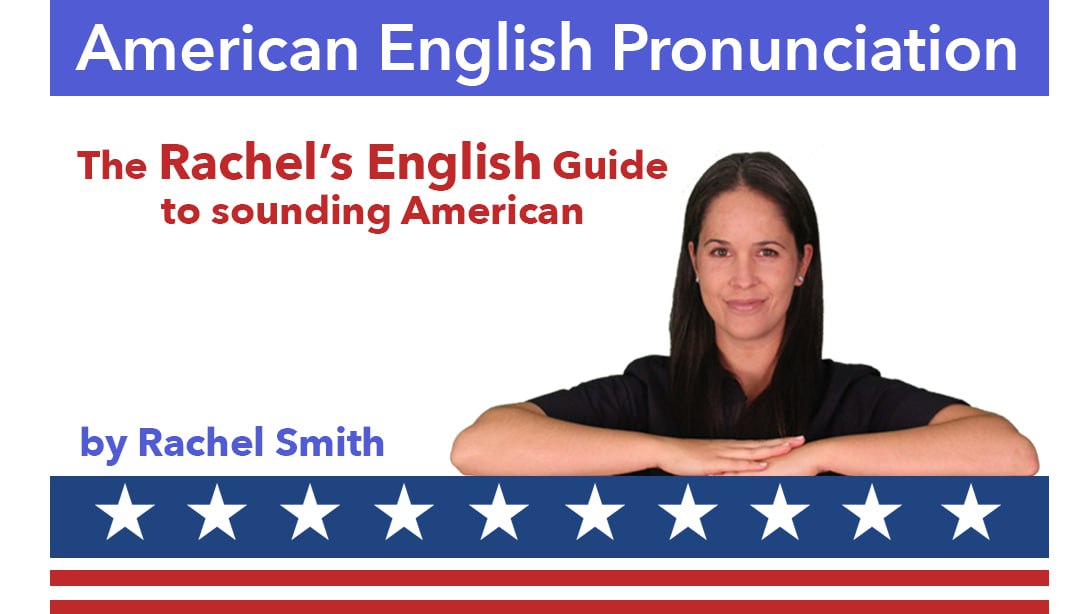 American English Pronunciation
The Rachel’s English Guide
to sounding American
by Rachel Smith